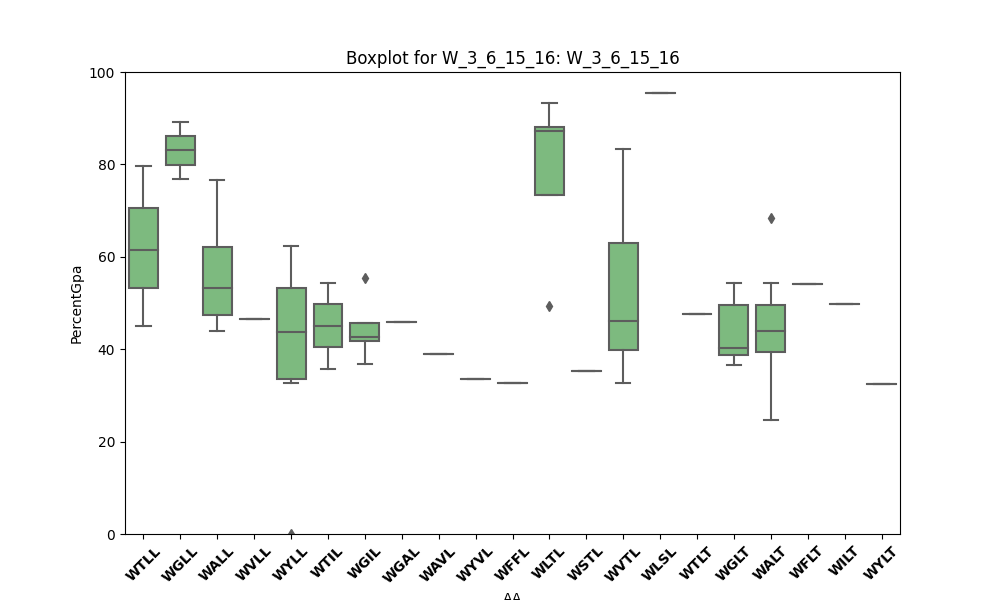 Boxplot for W_3_6_15_16: W_3_6_15_16
100
80
60
40
20
0
PercentGpa
WTLL WGLL WALL WVLL WYLL WTIL WGIL WGAL WAVL WYVL WFFL WLTL WSTL WVTL WLSL WTLT WGLT WALT WFLT WILT WYLT
AA